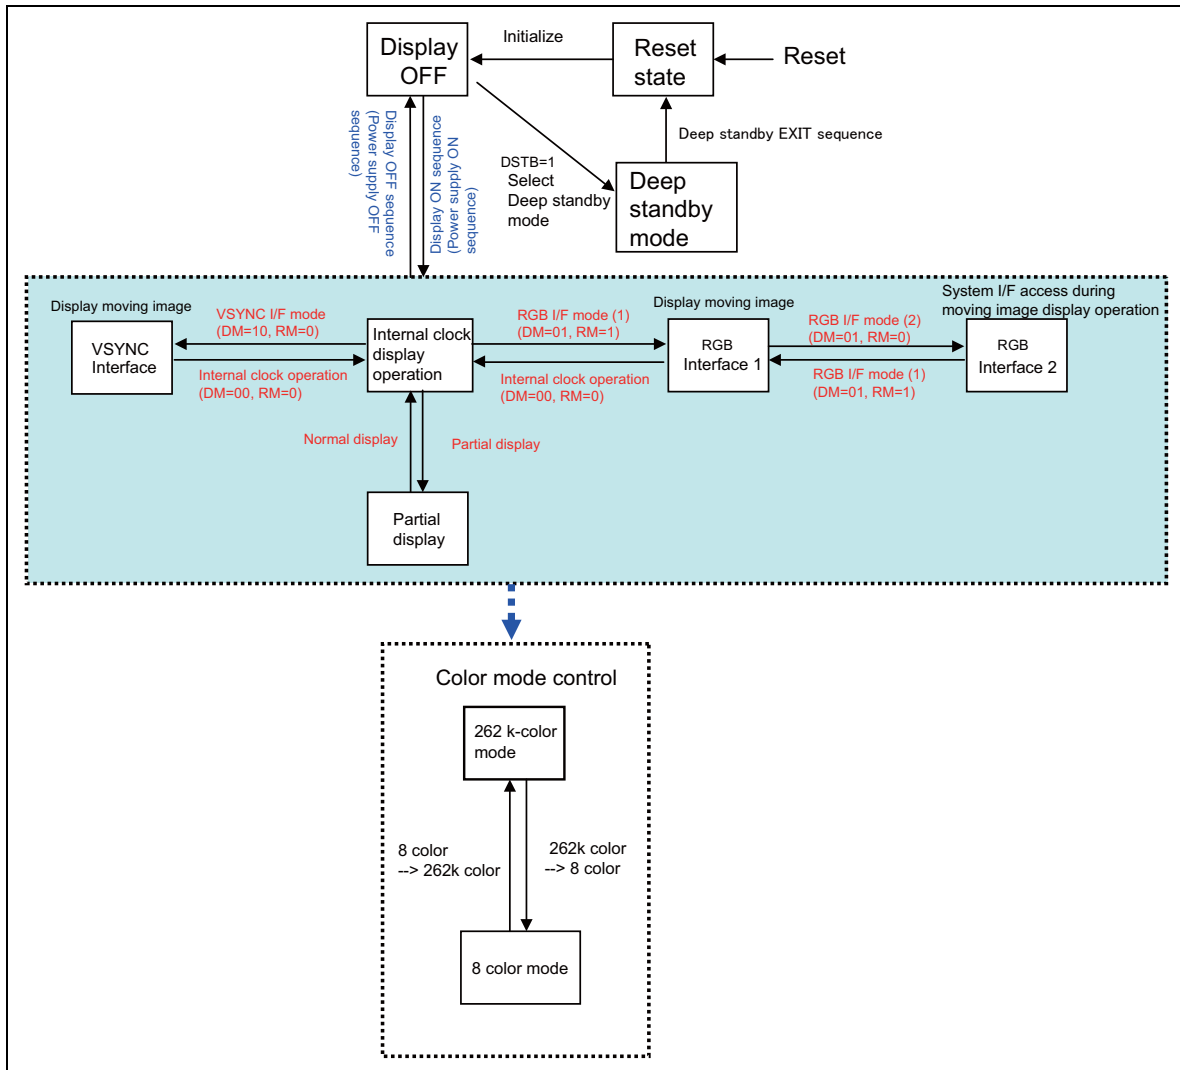 Display
OFF
Initialize
Reset
state
Reset
Deep standby EXIT sequence
DSTB=1
Select
Deep standby
mode
Deep
standby
mode
Display OFF sequence
(Power supply OFF
sequence)
Display ON sequence
(Power supply ON
sequence)
Display moving image
VSYNC
Interface
VSYNC I/F mode
(DM=10, RM=0)
Internal clock operation
(DM=00, RM=0)
Internal clock
display
operation
RGB I/F mode (1)
(DM=01, RM=1)
Internal clock operation
(DM=00, RM=0)
Display moving image
RGB
Interface 1
RGB I/F mode (2)
(DM=01, RM=0)
RGB I/F mode (1)
(DM=01, RM=1)
System I/F access during
moving image display operation
RGB
Interface 2
Normal display
Partial display
Partial
display
Color mode control
262 k-color
mode
8 color
--> 262k color
262k color
--> 8 color
8 color mode